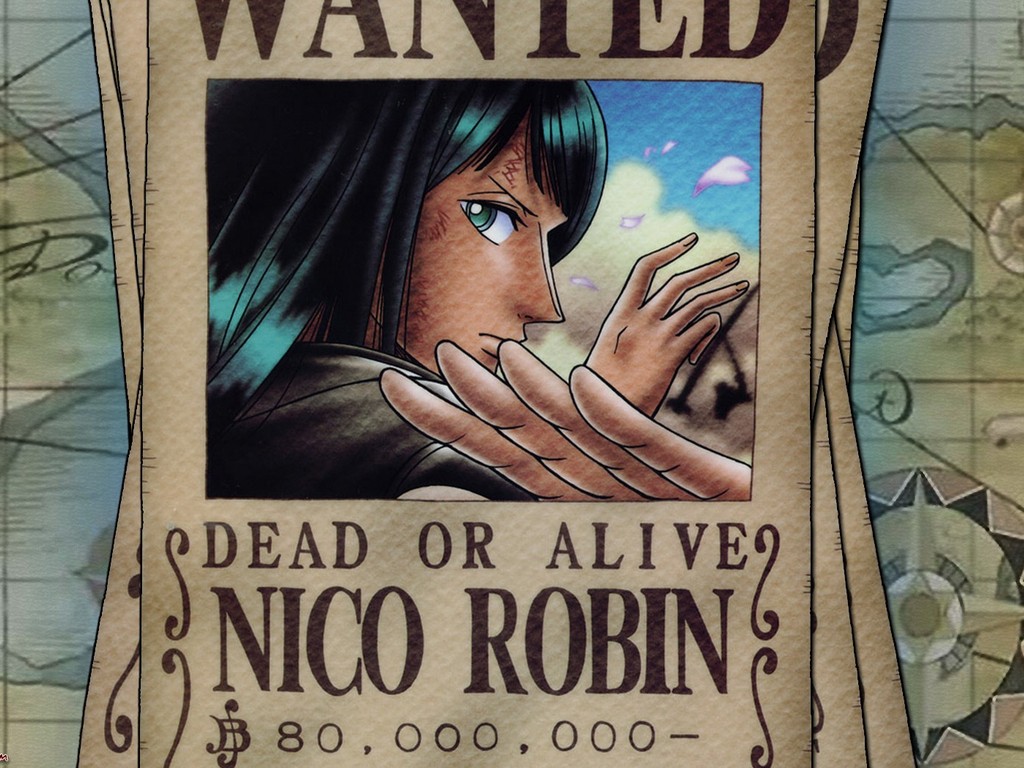 WANTED
DEAD OR ALIVE
NICO ROBIN
฿ 80,000,000-